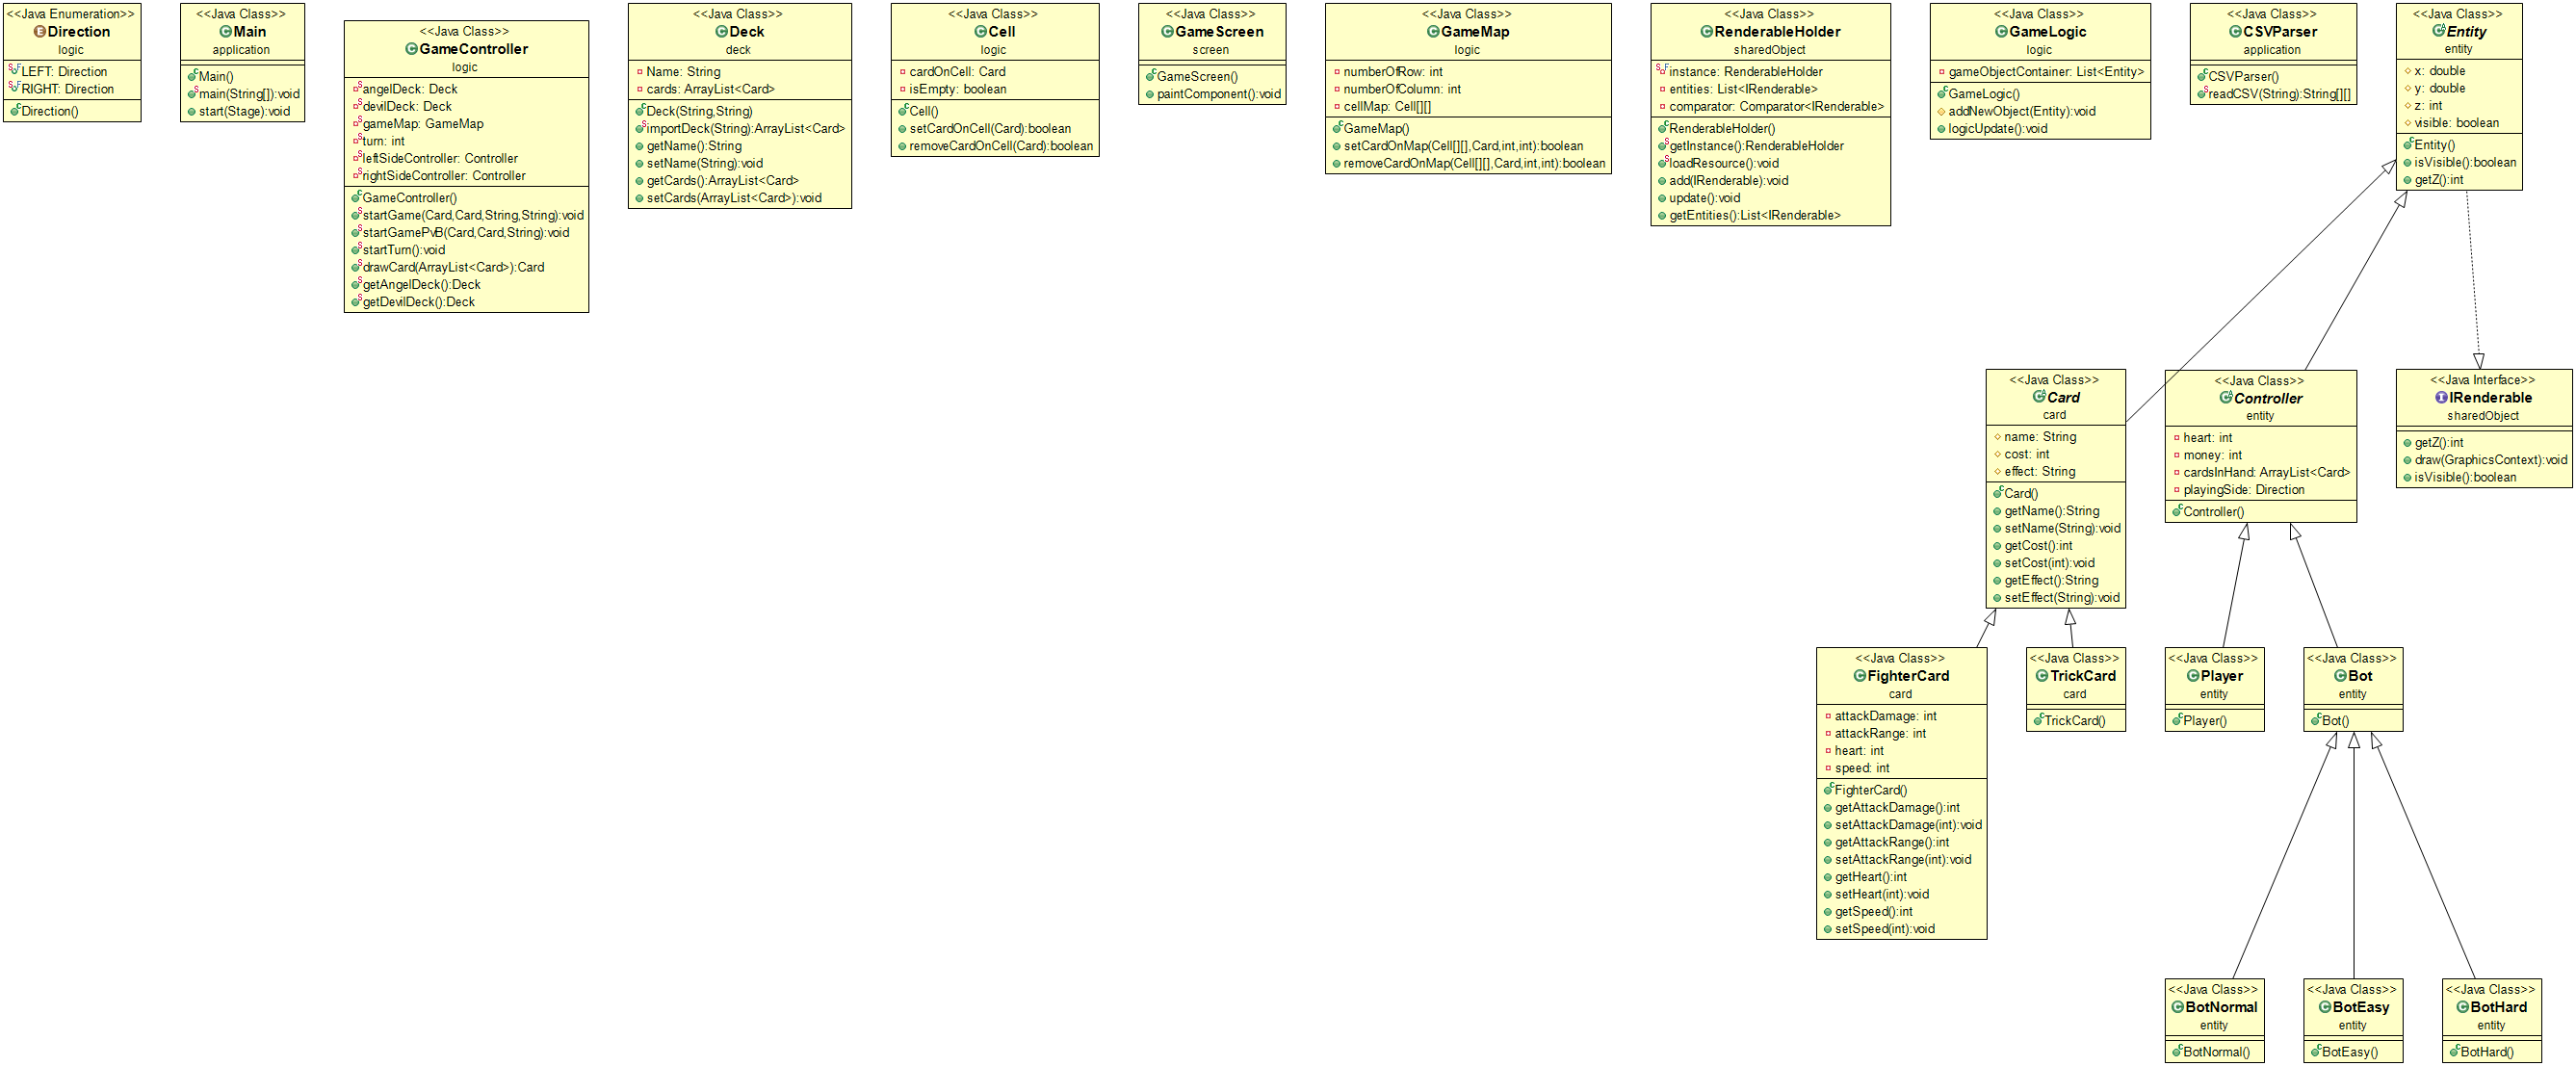 <<Java Enumeration>>
Direction
logic
LEFT: Direction
RIGHT: Direction
Direction()
<<Java Class>>
Main
application
Main()
main(String[]):void
start(Stage):void
<<Java Class>>
GameController
logic
angelDeck: Deck
devilDeck: Deck
gameMap: GameMap
turn: int
leftSideController: Controller
rightSideController: Controller
GameController()
startGame(Card,Card,String,String):void
startGamePvB(Card,Card,String):void
startTurn():void
drawCard(ArrayList<Card>):Card
getAngelDeck():Deck
getDevilDeck():Deck
<<Java Class>>
Deck
deck
Name: String
cards: ArrayList<Card>
Deck(String,String)
importDeck(String):ArrayList<Card>
getName():String
setName(String):void
getCards():ArrayList<Card>
setCards(ArrayList<Card>):void
<<Java Class>>
Cell
logic
cardOnCell: Card
isEmpty: boolean
Cell()
setCardOnCell(Card):boolean
removeCardOnCell(Card):boolean
<<Java Class>>
GameScreen
screen
GameScreen()
paintComponent():void
<<Java Class>>
GameMap
logic
numberOfRow: int
numberOfColumn: int
cellMap: Cell[][]
GameMap()
setCardOnMap(Cell[][],Card,int,int):boolean
removeCardOnMap(Cell[][],Card,int,int):boolean
<<Java Class>>
RenderableHolder
sharedObject
instance: RenderableHolder
entities: List<IRenderable>
comparator: Comparator<IRenderable>
RenderableHolder()
getInstance():RenderableHolder
loadResource():void
add(IRenderable):void
update():void
getEntities():List<IRenderable>
<<Java Class>>
GameLogic
logic
gameObjectContainer: List<Entity>
GameLogic()
addNewObject(Entity):void
logicUpdate():void
<<Java Class>>
CSVParser
application
CSVParser()
readCSV(String):String[][]
<<Java Class>>
Entity
entity
x: double
y: double
z: int
visible: boolean
Entity()
isVisible():boolean
getZ():int
<<Java Class>>
Card
card
name: String
cost: int
effect: String
Card()
getName():String
setName(String):void
getCost():int
setCost(int):void
getEffect():String
setEffect(String):void
<<Java Class>>
Controller
entity
heart: int
money: int
cardsInHand: ArrayList<Card>
playingSide: Direction
Controller()
<<Java Interface>>
IRenderable
sharedObject
getZ():int
draw(GraphicsContext):void
isVisible():boolean
<<Java Class>>
FighterCard
card
attackDamage: int
attackRange: int
heart: int
speed: int
FighterCard()
getAttackDamage():int
setAttackDamage(int):void
getAttackRange():int
setAttackRange(int):void
getHeart():int
setHeart(int):void
getSpeed():int
setSpeed(int):void
<<Java Class>>
TrickCard
card
TrickCard()
<<Java Class>>
Player
entity
Player()
<<Java Class>>
Bot
entity
Bot()
<<Java Class>>
BotNormal
entity
BotNormal()
<<Java Class>>
BotEasy
entity
BotEasy()
<<Java Class>>
BotHard
entity
BotHard()